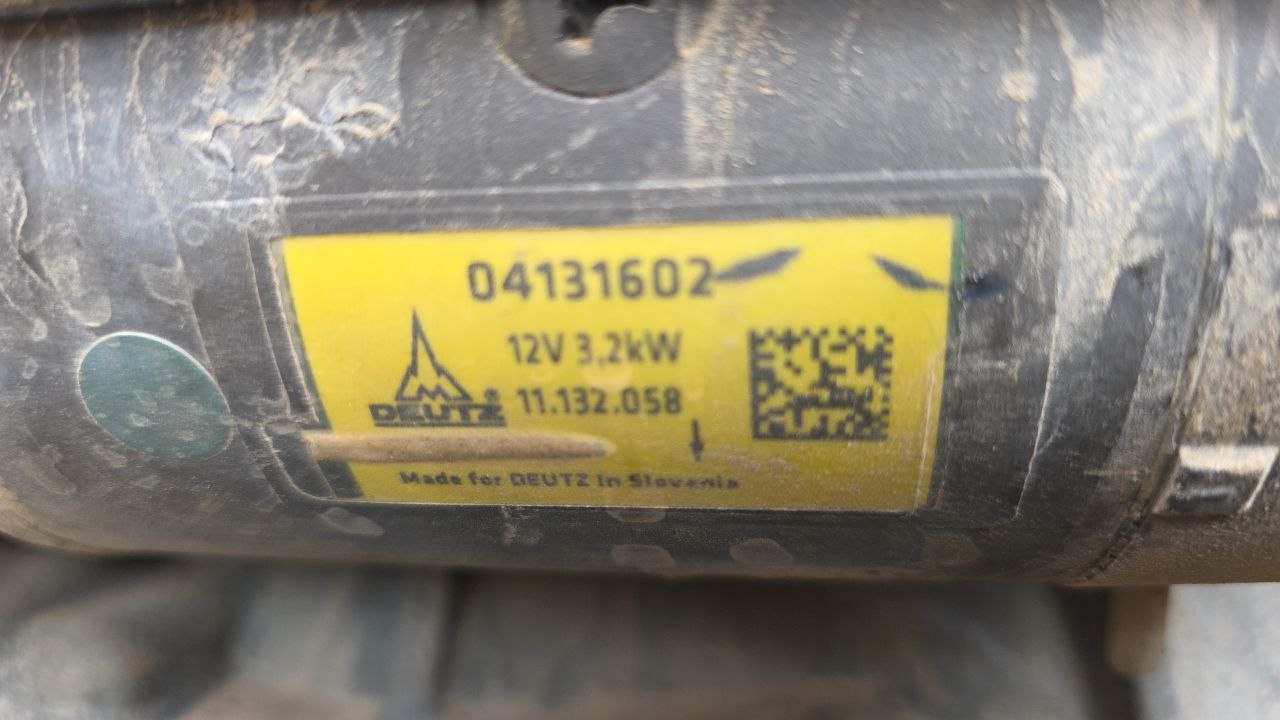 04131602
12V 3,2kW
DEUTZ®
11.132.058
Made for DEUTZ in Slovenia